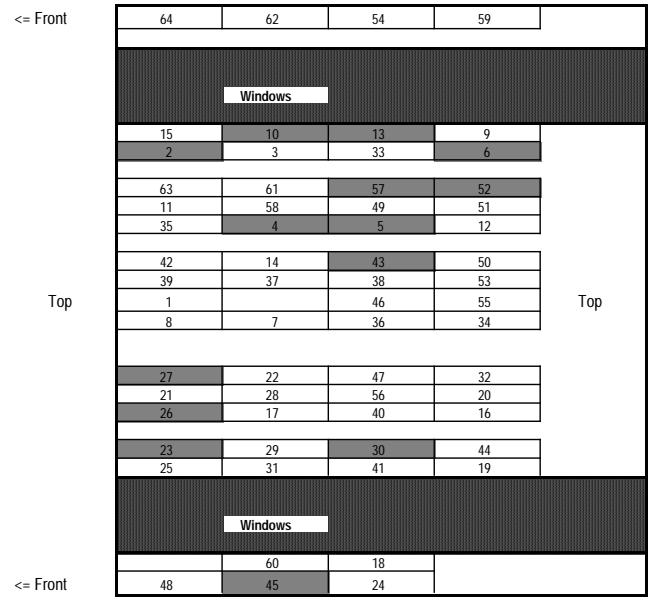 <= Front 64 62 54 59
Windows
15 10 13 9
2 3 33 6
63 61 57 52
11 58 49 51
35 4 5 12
42 14 43 50
39 37 38 53
Top 1 46 55 Top
8 7 36 34
27 22 47 32
21 28 56 20
26 17 40 16
23 29 30 44
25 31 41 19
Windows
60 18
<= Front 48 45 24